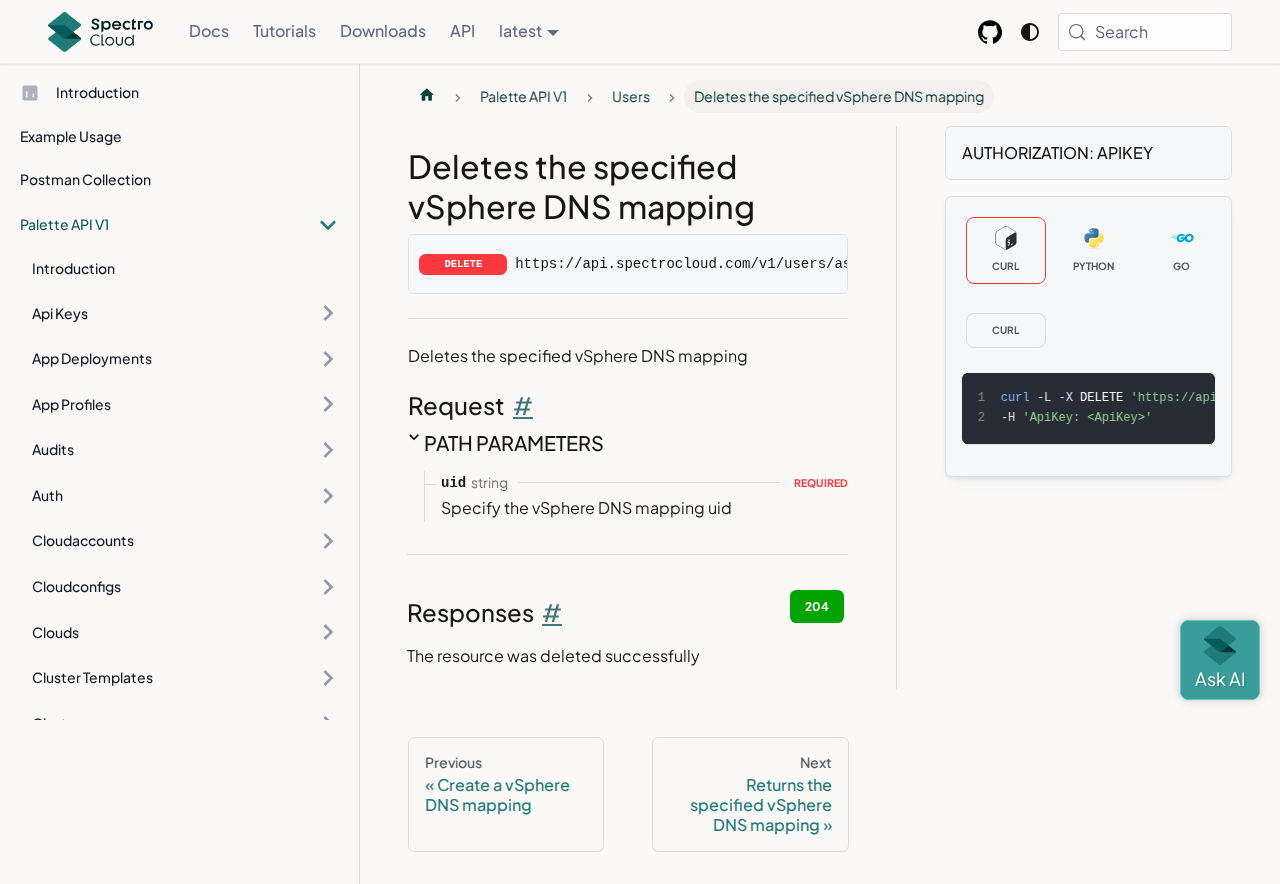 Spectro
Cloud
Docs
Tutorials
Downloads
API
latest
Search
Introduction
Example Usage
Postman Collection
Palette API V1
Introduction
Api Keys
App Deployments
App Profiles
Audits
Auth
Cloudaccounts
Cloudconfigs
Clouds
Cluster Templates
Palette API V1
Users
Deletes the specified vSphere DNS mapping
Deletes the specified
vSphere DNS mapping
DELETE https://api.spectrocloud.com/v1/users/as
Deletes the specified vSphere DNS mapping
Request #
PATH PARAMETERS
uid string REQUIRED
Specify the vSphere DNS mapping uid
Responses #
204
The resource was deleted successfully
Previous
« Create a vSphere
DNS mapping
Next
Returns the
specified vSphere
DNS mapping »
AUTHORIZATION: APIKEY
CURL
PYTHON
GO
CURL
1 curl -L -X DELETE 'https://api
2 -H 'ApiKey: <ApiKey>'
Ask AI